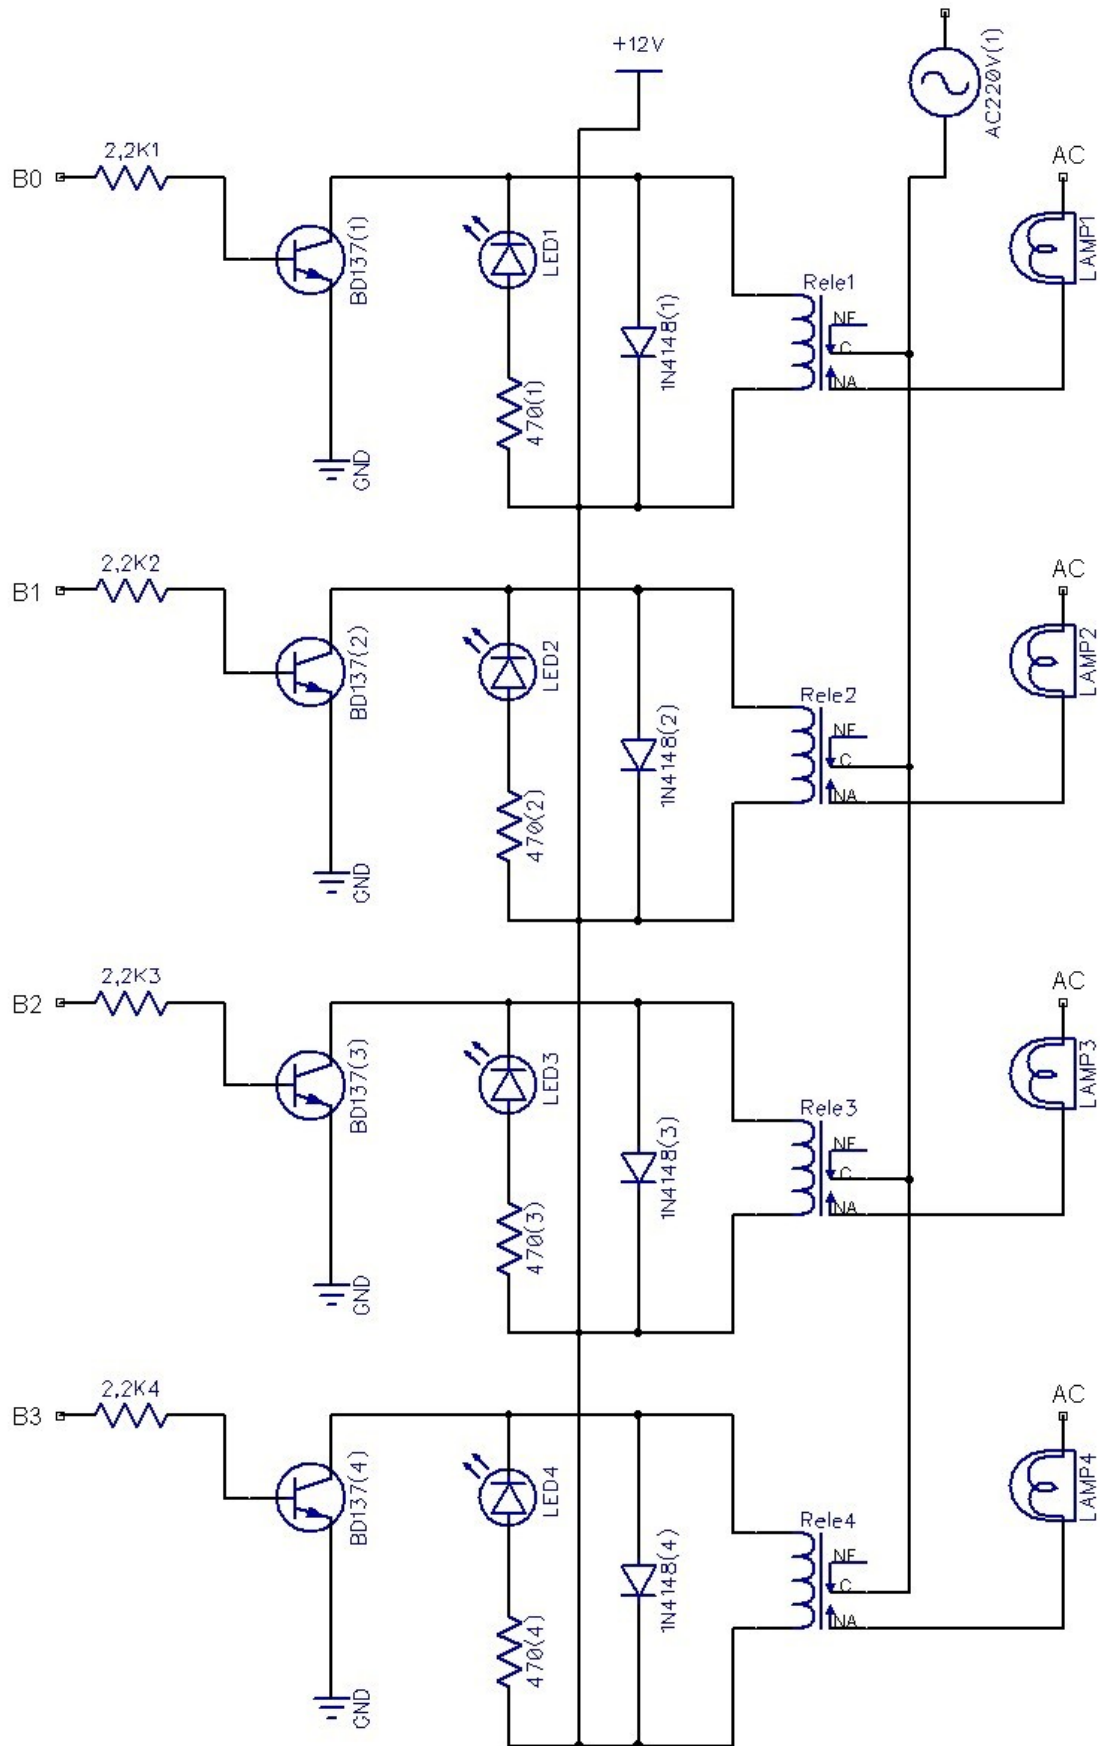 +12V
AC220V(1)
B0
2,2K1
BD137(1)
GND
LED1
470(1)
1N4148(1)
Rele1
NF
C
NA
AC
LAMP1
B1
2,2K2
BD137(2)
GND
LED2
470(2)
1N4148(2)
Rele2
NF
C
NA
AC
LAMP2
B2
2,2K3
BD137(3)
GND
LED3
470(3)
1N4148(3)
Rele3
NF
C
NA
AC
LAMP3
B3
2,2K4
BD137(4)
GND
LED4
470(4)
1N4148(4)
Rele4
NF
C
NA
AC
LAMP4